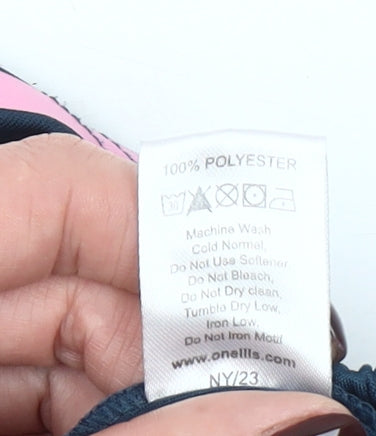 100% POLYESTER
30
Machine Wash
Cold Normal,
Do Not Use Softener
Do Not Bleach,
Do Not Dry clean,
Tumble Dry Low,
Iron Low,
Do Not Iron Motif
www.oneills.com
NY/23